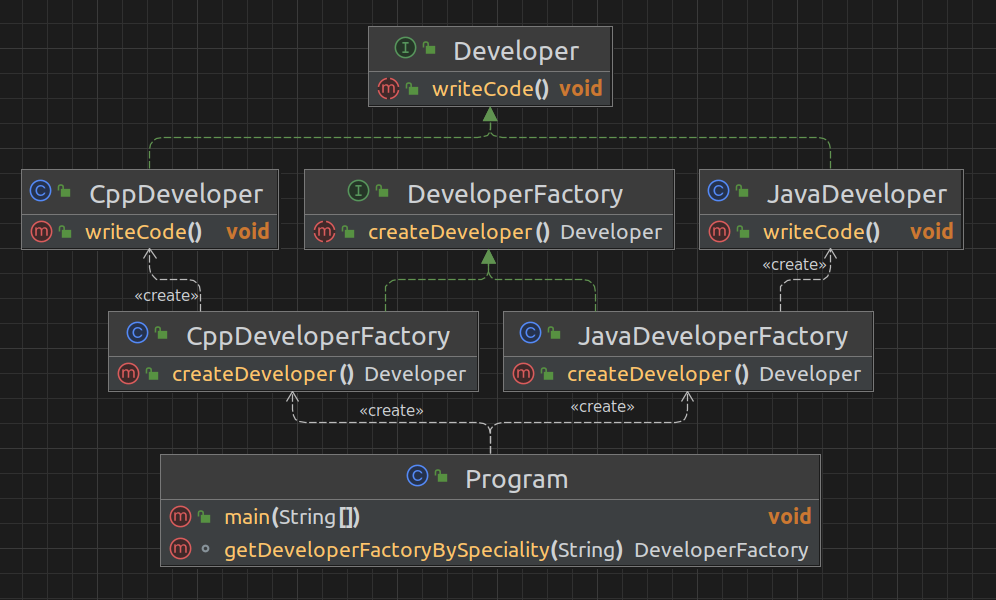 Developer
writeCode() void
CppDeveloper
writeCode() void
DeveloperFactory
createDeveloper() Developer
JavaDeveloper
writeCode() void
«create»
«create»
CppDeveloperFactory
createDeveloper() Developer
JavaDeveloperFactory
createDeveloper() Developer
«create»
«create»
Program
main(String[]) void
getDeveloperFactoryBySpeciality(String) DeveloperFactory